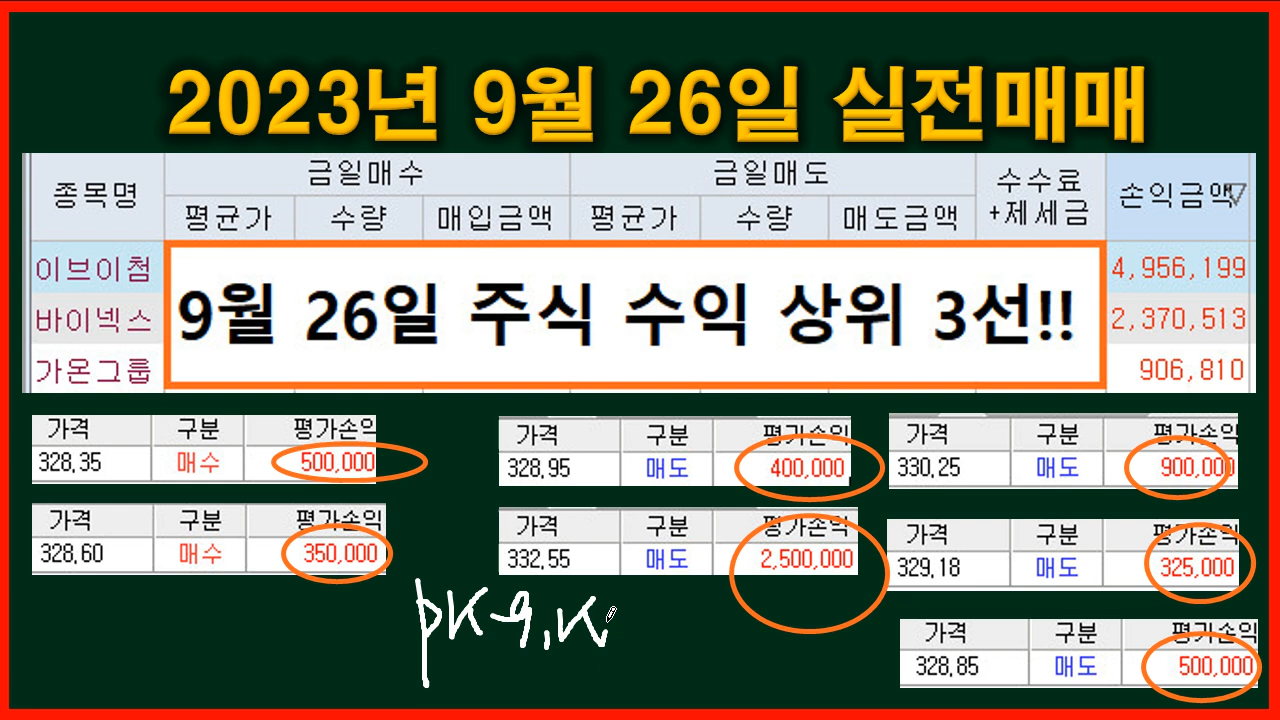 2023년 9월 26일 실전매매
종목명 금일매수 금일매도 수수료 +제세금 손익금액
평균가 수량 매입금액 평균가 수량 매도금액
이브이첨 4,956,199
바이넥스 2,370,513
가온그룹 906,810
9월 26일 주식 수익 상위 3선!!
가격 구분 평가손익
328,35 매수 500,000
가격 구분 평가손익
328,95 매도 400,000
가격 구분 평가손익
330,25 매도 900,000
가격 구분 평가손익
328,60 매수 350,000
가격 구분 평가손익
332,55 매도 2,500,000
가격 구분 평가손익
329,18 매도 325,000
가격 구분 평가손익
328,85 매도 500,000